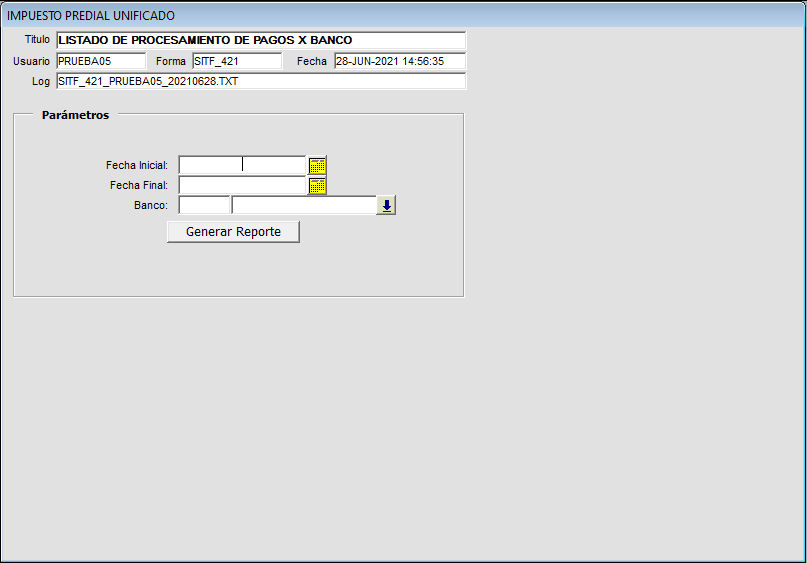 IMPUESTO PREDIAL UNIFICADO
Titulo LISTADO DE PROCESAMIENTO DE PAGOS X BANCO
Usuario PRUEBA05 Forma SITF_421 Fecha 28-JUN-2021 14:56:35
Log SITF_421_PRUEBA05_20210628.TXT
Parámetros
Fecha Inicial:
Fecha Final:
Banco:
Generar Reporte